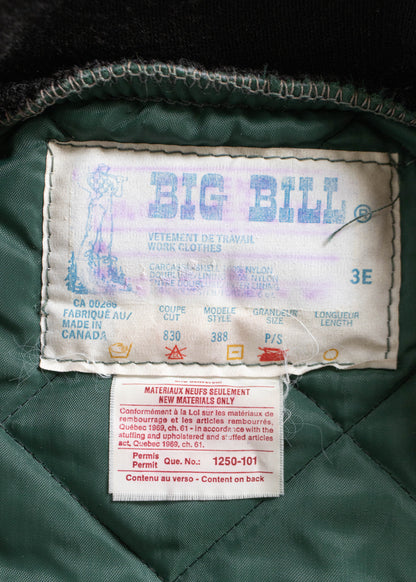 BIG BILL ®
VETEMENT DE TRAVAIL
WORK CLOTHES
NYLON
NYLON
3E
CA 00266
FABRIQUÉ AU/
MADE IN
CANADA
COUPE
CUT
830
MODELE
STYLE
388
GRANDEUR
SIZE
P/S
LONGUEUR
LENGTH
MATERIAUX NEUFS SEULEMENT
NEW MATERIALS ONLY
Conformément à la Loi sur les matériaux de
rembourrage et les articles rembourrés,
Québec 1969, ch. 61 - in accordance with the
stuffing and upholstered and stuffed articles
act, Quebec 1969, ch. 61.
Permis
Permit Que. No.: 1250-101
Contenu au verso - Content on back